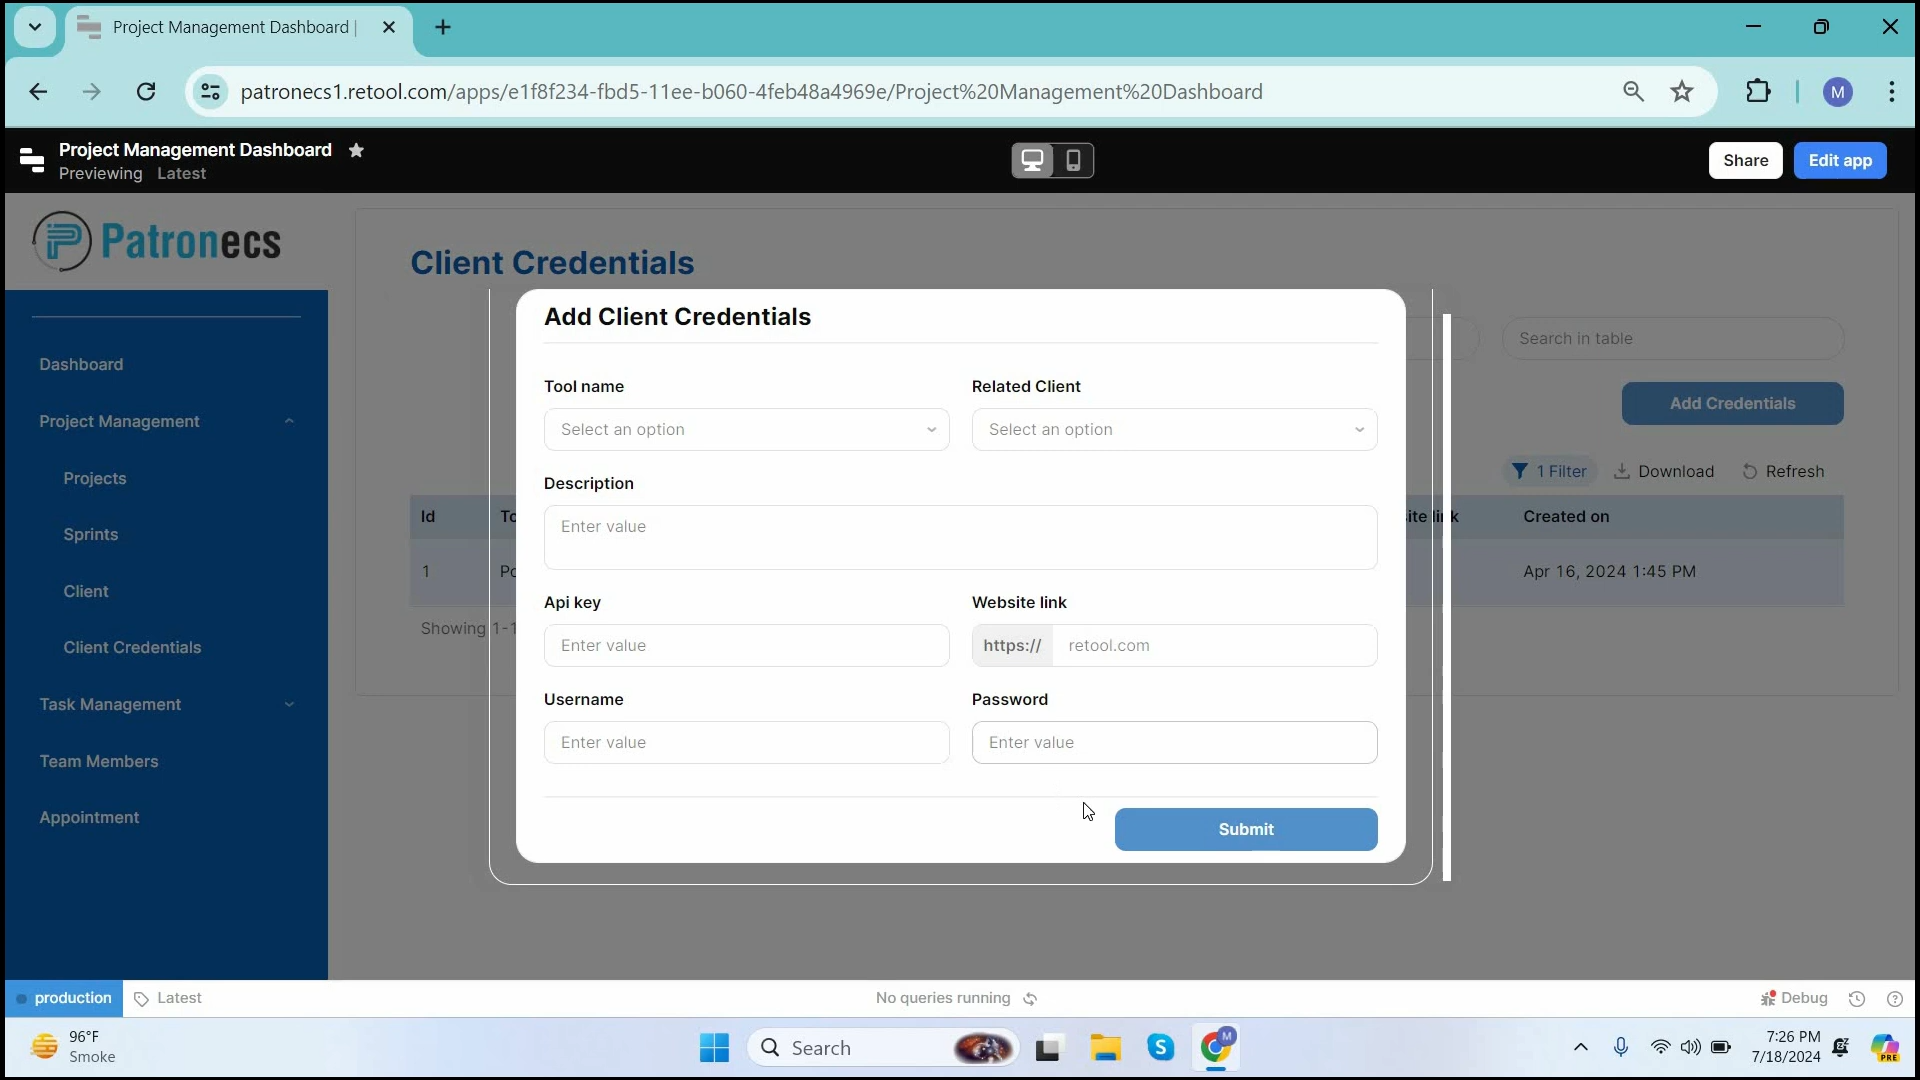 Project Management Dashboard |
patronecs1.retool.com/apps/e1f8f234-fbd5-11ee-b060-4feb48a4969e/Project%20Management%20Dashboard
M
Project Management Dashboard
Previewing Latest
Share
Edit app
Patronecs
Dashboard
Project Management
Projects
Sprints
Client
Client Credentials
Task Management
Team Members
Appointment
Client Credentials
Search in table
Add Credentials
1 Filter
Download
Refresh
Id
Created on
1
Apr 16, 2024 1:45 PM
Showing 1-1
Add Client Credentials
Tool name
Related Client
Select an option
Select an option
Description
Enter value
Api key
Website link
Enter value
https:// retool.com
Username
Password
Enter value
Enter value
Submit
production
Latest
No queries running
Debug
96°F
Smoke
Search
M
7:26 PM
7/18/2024
PRE